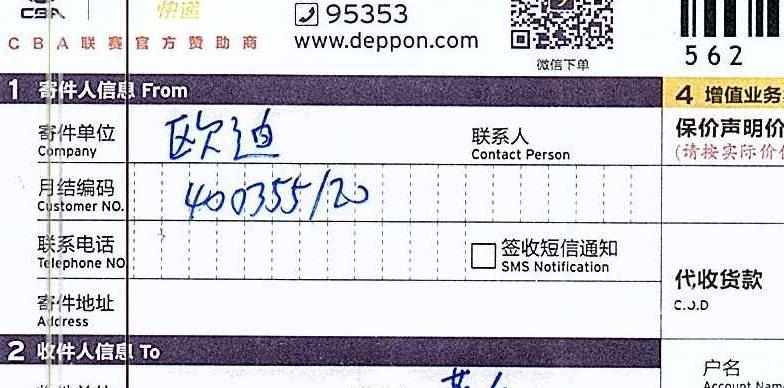 CBA
快递
95353
CBA联赛官方赞助商
www.deppon.com
微信下单
562
1 寄件人信息 From
4 增值业务
寄件单位
Company
欧迪
联系人
Contact Person
保价声明价
(请按实际价
月结编码
Customer NO.
400355120
联系电话
Telephone NO
签收短信通知
SMS Notification
代收货款
C.O.D
寄件地址
Address
2 收件人信息 To
户名
Account Name